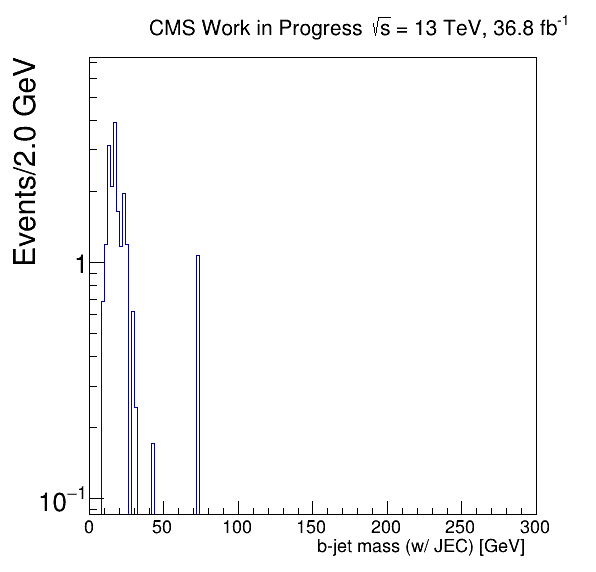 CMS Work in Progress √s = 13 TeV, 36.8 fb⁻¹
Events/2.0 GeV
1
10⁻¹
0 50 100 150 200 250 300
b-jet mass (w/ JEC) [GeV]